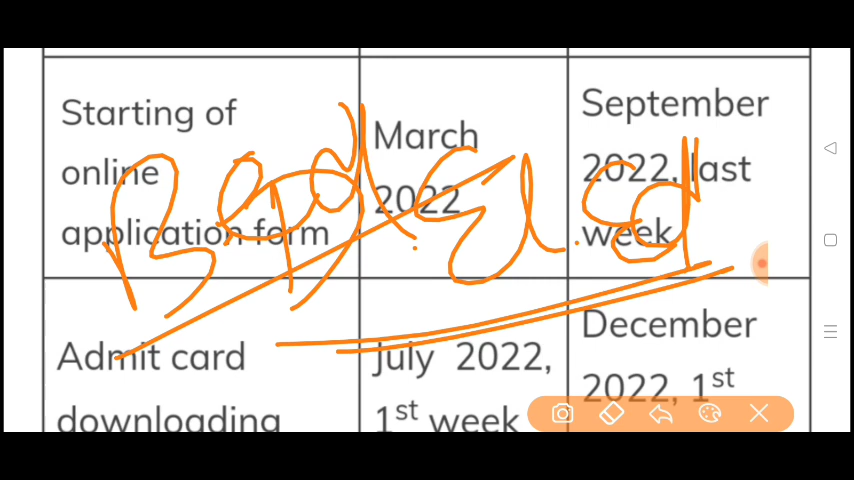 Starting of
online
application form
March
2022
September
2022, last
week
Admit card
downloading
July 2022,
1st week
December
2022, 1st